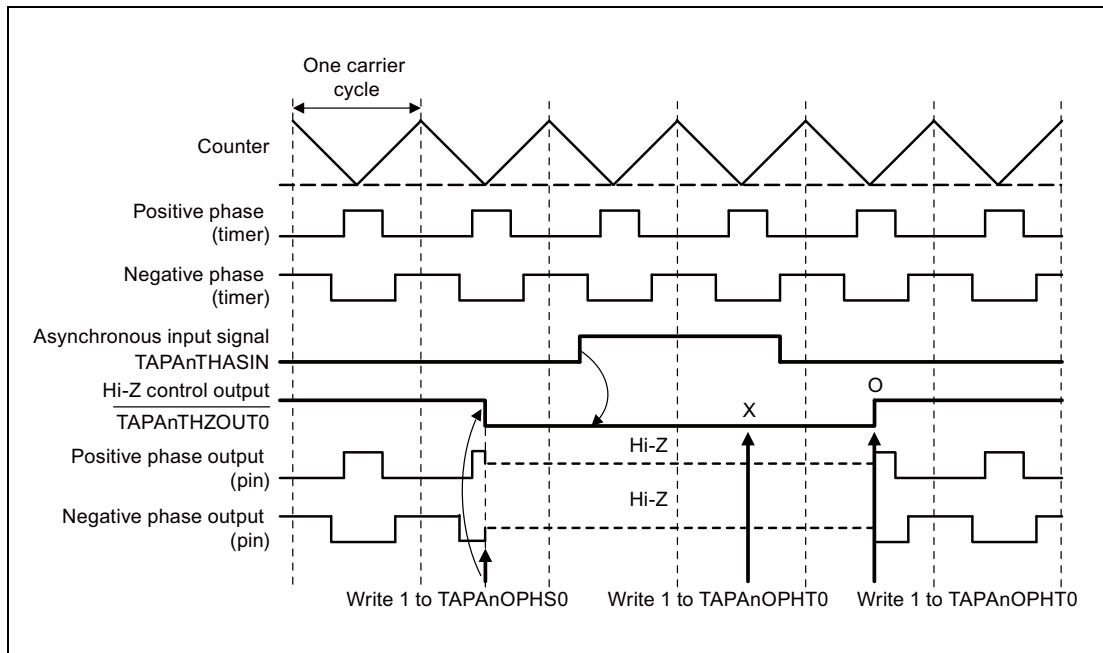 One carrier
cycle
Counter
Positive phase
(timer)
Negative phase
(timer)
Asynchronous input signal
TAPAnTHASIN
Hi-Z control output
TAPAnTHZOUT0
O
X
Positive phase output
(pin)
Hi-Z
Negative phase output
(pin)
Hi-Z
Write 1 to TAPAnOPHS0
Write 1 to TAPAnOPHT0
Write 1 to TAPAnOPHT0